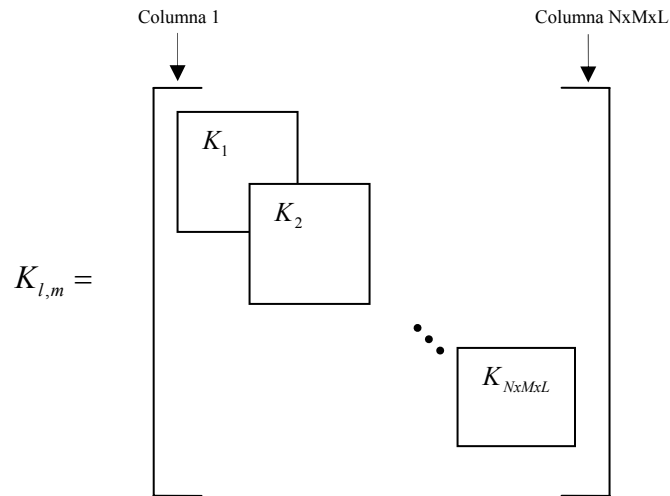 Columna 1
Columna NxMxL
K_1
K_2
K_{l,m} =
K_{NxMxL}